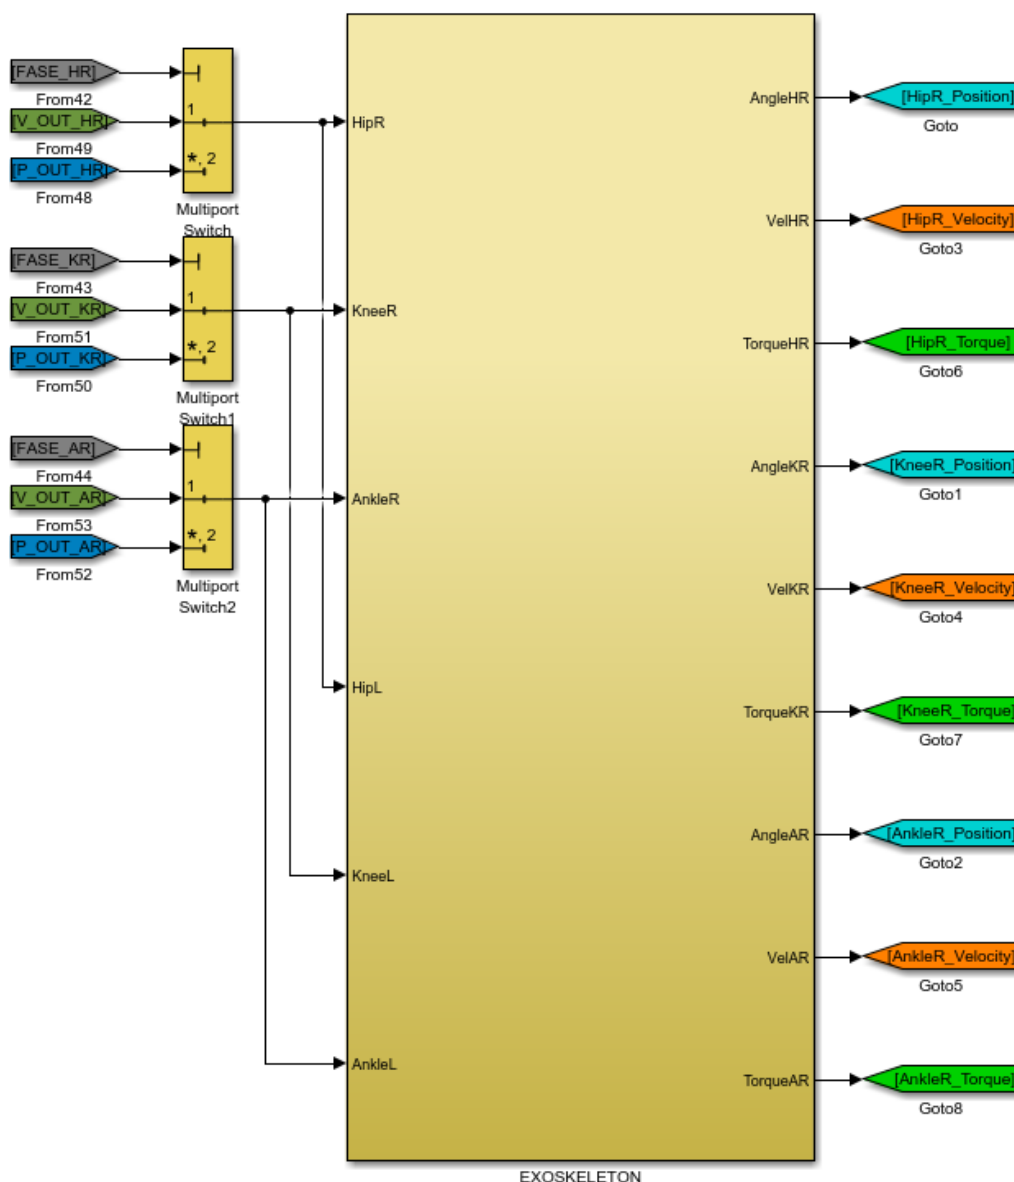 [FASE_HR]
From42
[V_OUT_HR]
From49
[P_OUT_HR]
From48
1
*, 2
Multiport
Switch
[FASE_KR]
From43
[V_OUT_KR]
From51
[P_OUT_KR]
From50
1
*, 2
Multiport
Switch1
[FASE_AR]
From44
[V_OUT_AR]
From53
[P_OUT_AR]
From52
1
*, 2
Multiport
Switch2
HipR
KneeR
AnkleR
HipL
KneeL
AnkleL
AngleHR
VelHR
TorqueHR
AngleKR
VelKR
TorqueKR
AngleAR
VelAR
TorqueAR
EXOSKELETON
[HipR_Position]
Goto
[HipR_Velocity]
Goto3
[HipR_Torque]
Goto6
[KneeR_Position]
Goto1
[KneeR_Velocity]
Goto4
[KneeR_Torque]
Goto7
[AnkleR_Position]
Goto2
[AnkleR_Velocity]
Goto5
[AnkleR_Torque]
Goto8